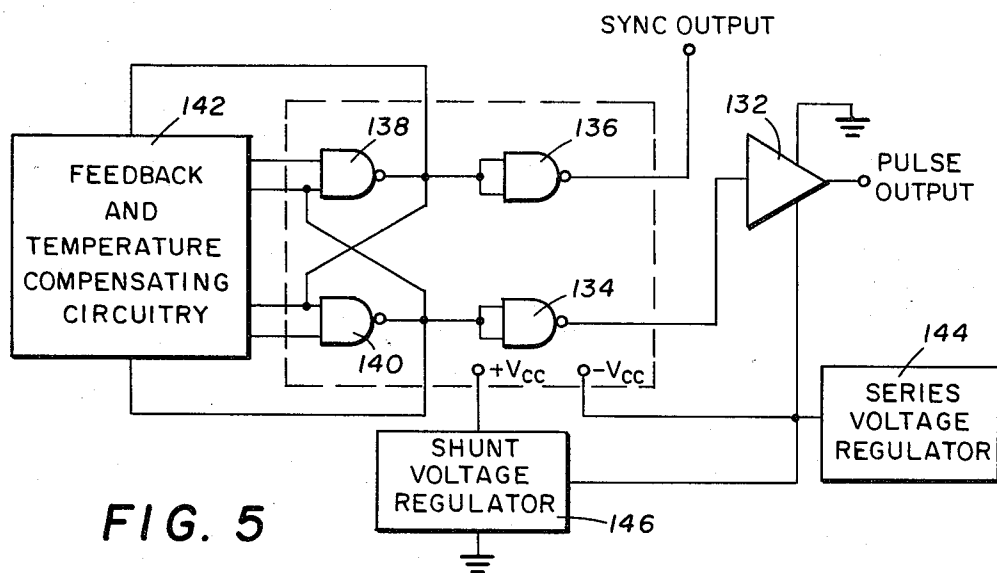 SYNC OUTPUT
142
138
136
132
FEEDBACK
AND
TEMPERATURE
COMPENSATING
CIRCUITRY
PULSE
OUTPUT
134
140
+VCC
-VCC
144
SERIES
VOLTAGE
REGULATOR
SHUNT
VOLTAGE
REGULATOR
146
FIG. 5